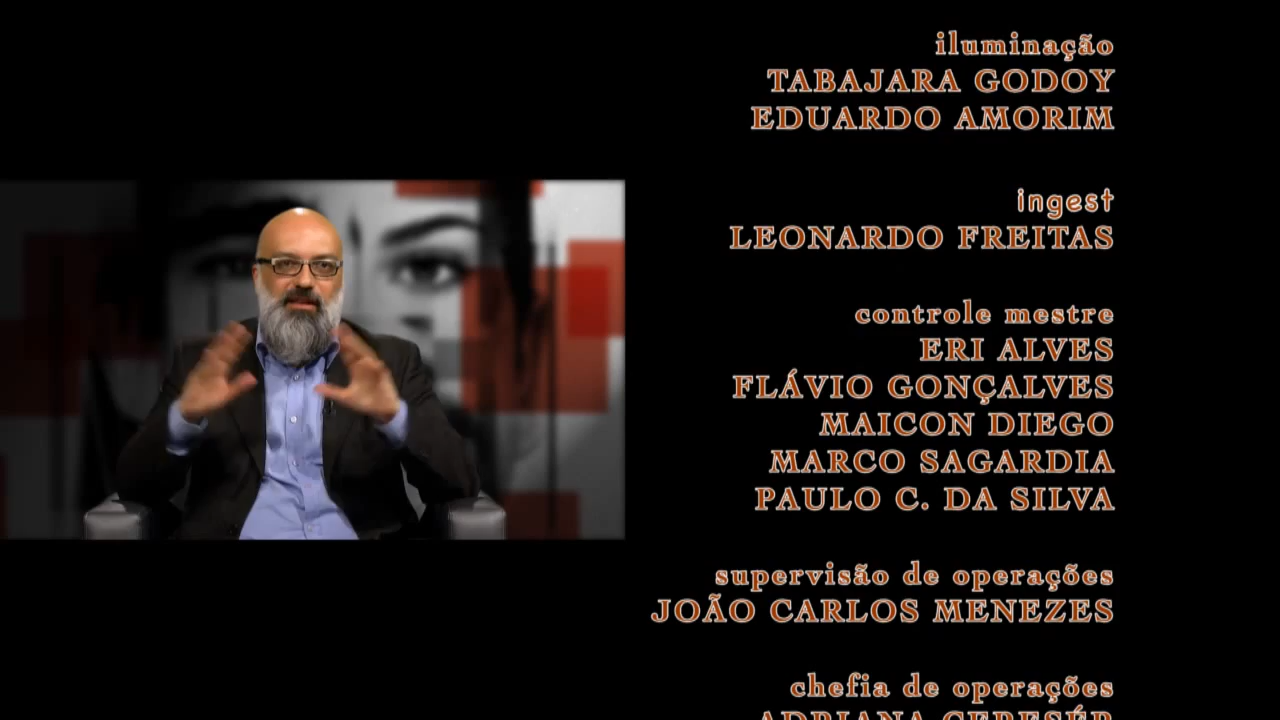 iluminação
TABAJARA GODOY
EDUARDO AMORIM
ingest
LEONARDO FREITAS
controle mestre
ERI ALVES
FLÁVIO GONÇALVES
MAICON DIEGO
MARCO SAGARDIA
PAULO C. DA SILVA
supervisão de operações
JOÃO CARLOS MENEZES
chefia de operações
ADRIANA